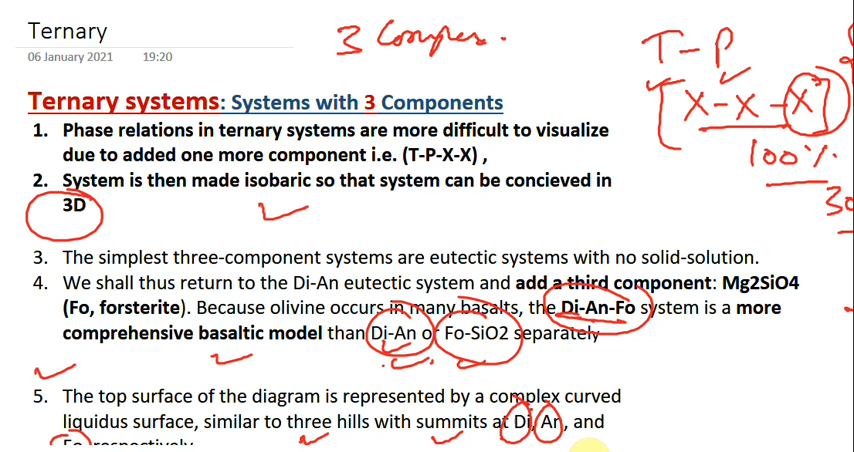 Ternary
3 Compes.
06 January 2021 19:20
T-P
[X-X-X]
100%
Ternary systems: Systems with 3 Components
1. Phase relations in ternary systems are more difficult to visualize
due to added one more component i.e. (T-P-X-X) ,
2. System is then made isobaric so that system can be concieved in
3D
3. The simplest three-component systems are eutectic systems with no solid-solution.
4. We shall thus return to the Di-An eutectic system and add a third component: Mg2SiO4
(Fo, forsterite). Because olivine occurs in many basalts, the Di-An-Fo system is a more
comprehensive basaltic model than Di-An or Fo-SiO2 separately
5. The top surface of the diagram is represented by a complex curved
liquidus surface, similar to three hills with summits at Di, An, and
Fo respectively